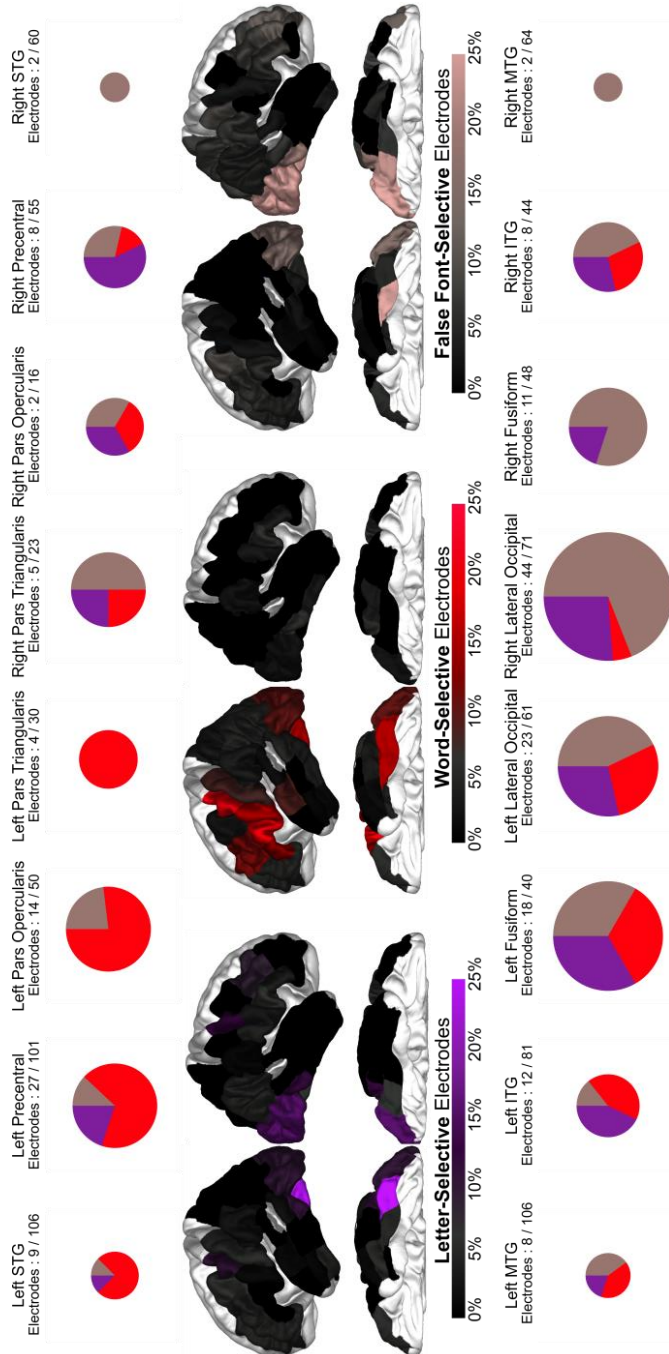 Left STG
Electrodes : 9 / 106
Left Precentral
Electrodes : 27 / 101
Left Pars Opercularis
Electrodes : 14 / 50
Left Pars Triangularis
Electrodes : 4 / 30
Right Pars Triangularis
Electrodes : 5 / 23
Right Pars Opercularis
Electrodes : 2 / 16
Right Precentral
Electrodes : 8 / 55
Right STG
Electrodes : 2 / 60
Letter-Selective Electrodes
0% 5% 10% 15% 20% 25%
Word-Selective Electrodes
0% 5% 10% 15% 20% 25%
False Font-Selective Electrodes
0% 5% 10% 15% 20% 25%
Left MTG
Electrodes : 8 / 106
Left ITG
Electrodes : 12 / 81
Left Fusiform
Electrodes : 18 / 40
Left Lateral Occipital
Electrodes : 23 / 61
Right Lateral Occipital
Electrodes : 44 / 71
Right Fusiform
Electrodes : 11 / 48
Right ITG
Electrodes : 8 / 44
Right MTG
Electrodes : 2 / 64